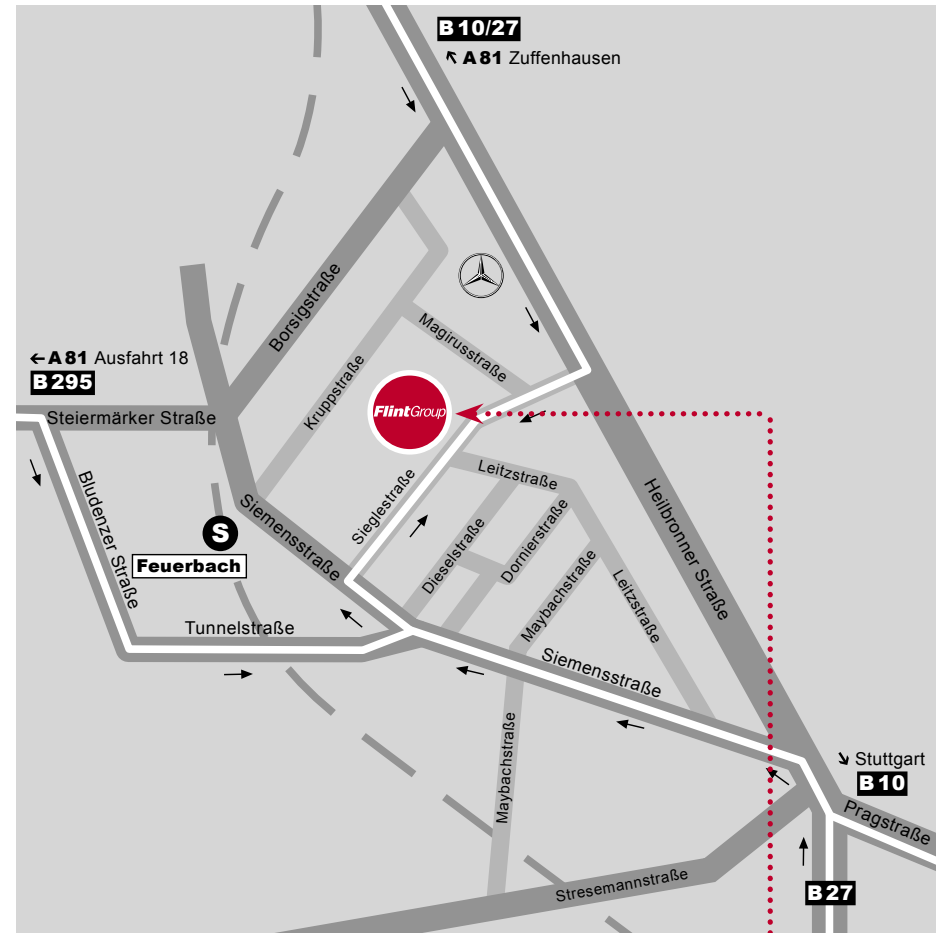 B 10/27
↖ A 81 Zuffenhausen
Borsigstraße
Magirusstraße
Kruppstraße
← A 81 Ausfahrt 18
B 295
Steiermärker Straße
FlintGroup
Bludenzer Straße
Sieglestraße
Leitzstraße
Heilbronner Straße
Siemensstraße
S
Feuerbach
Dieselstraße
Dornierstraße
Maybachstraße
Leitzstraße
Tunnelstraße
Siemensstraße
Maybachstraße
↘ Stuttgart
B 10
Pragstraße
Stresemannstraße
B 27